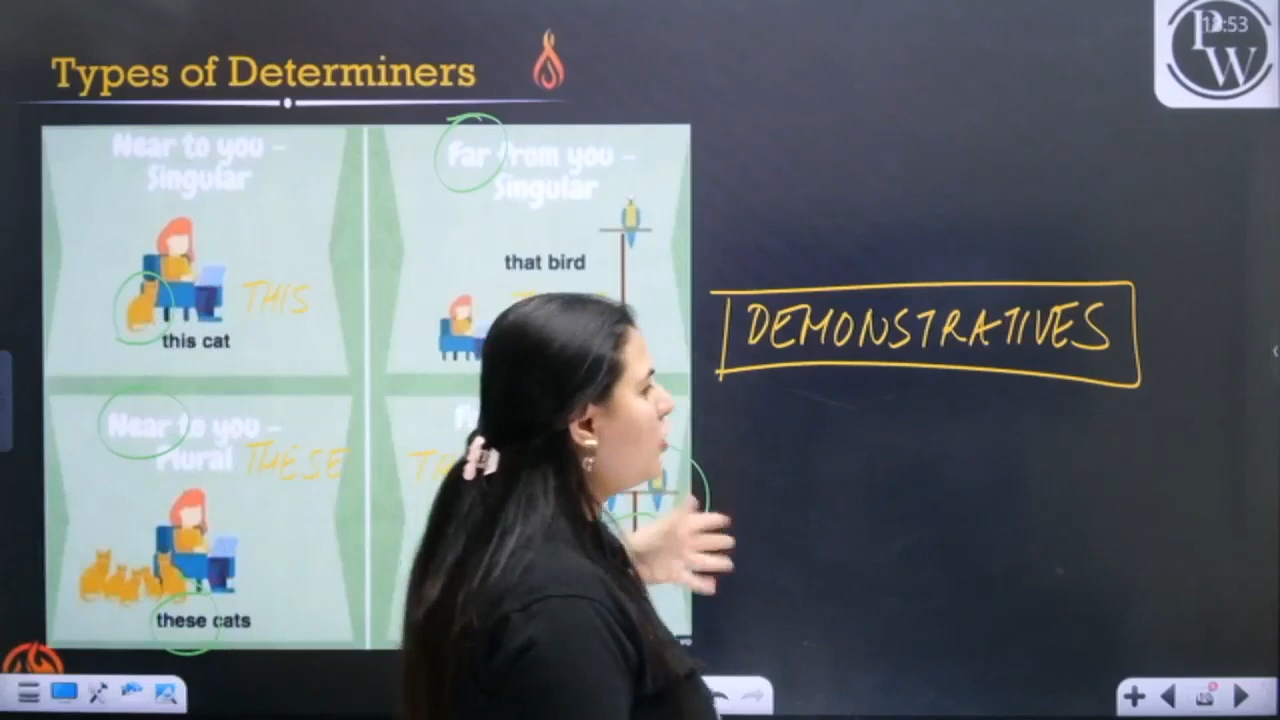 Types of Determiners
Near to you –
Singular
THIS
this cat
Far from you –
Singular
that bird
Near to you –
Plural THESE
these cats
DEMONSTRATIVES
PW